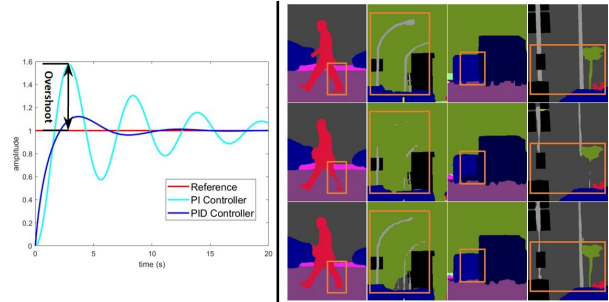 1.6
1.4
1.2
1
0.8
0.6
0.4
0.2
0
amplitude
Overshoot
Reference
PI Controller
PID Controller
0
5
10
15
20
time (s)